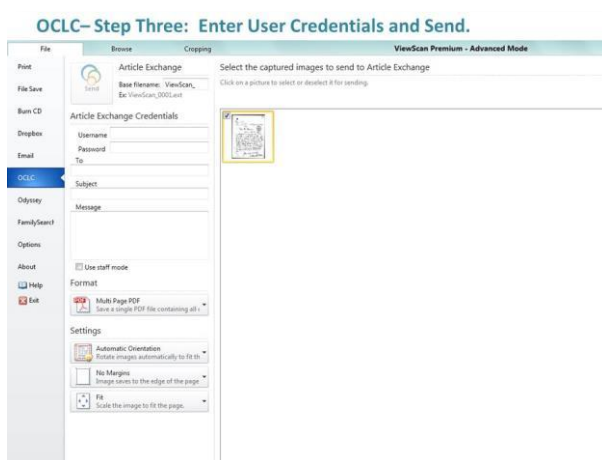 OCLC– Step Three:  Enter User Credentials and Send.
File
Browse
Cropping
ViewScan Premium - Advanced Mode
Print
File Save
Burn CD
Dropbox
Email
OCLC
Odyssey
FamilySearch
Options
About
Help
Exit
Send
Article Exchange
Base filename: ViewScan_
Ex: ViewScan_0001.ext
Article Exchange Credentials
Username
Password
To:
Subject
Message
Use staff mode
Format
Multi Page PDF
Save a single PDF file containing all
Settings
Automatic Orientation
Rotate images automatically to fit th
No Margins
Image saves to the edge of the page
Fit
Scale the image to fit the page.
Select the captured images to send to Article Exchange
Click on a picture to select or deselect it for sending.